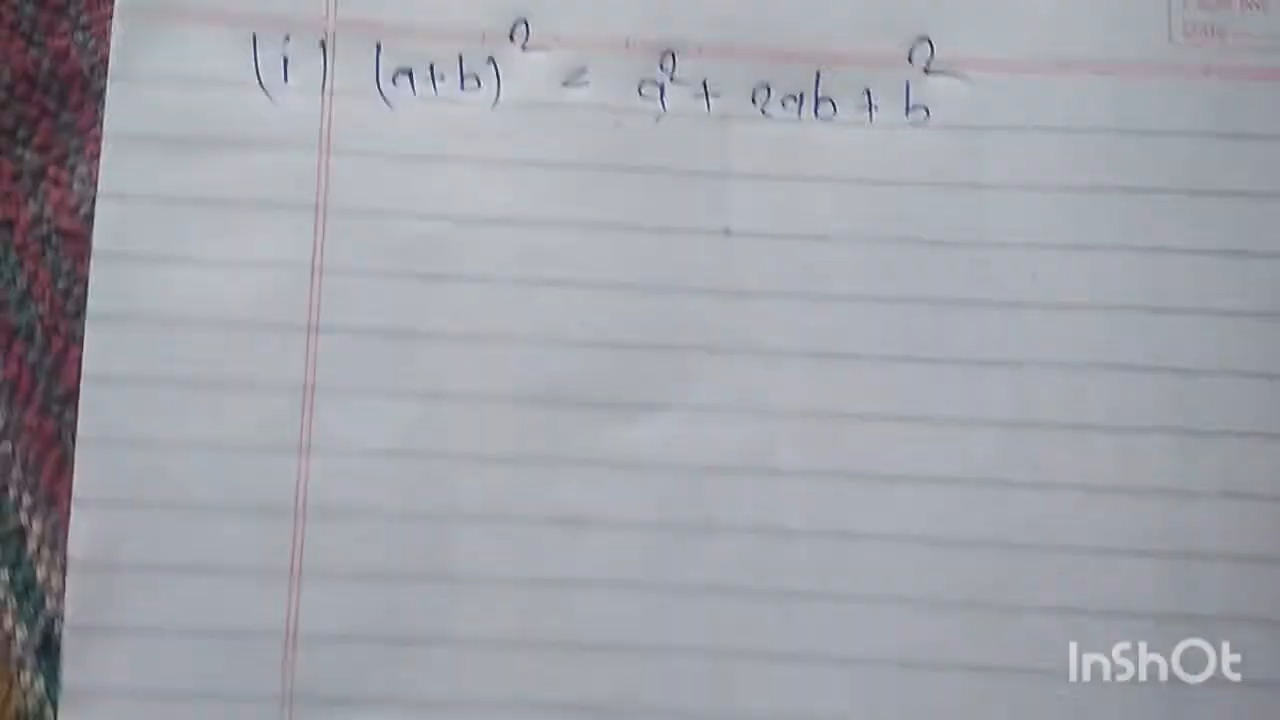 (i) (a+b)² = a² + 2ab + b²
InShOt